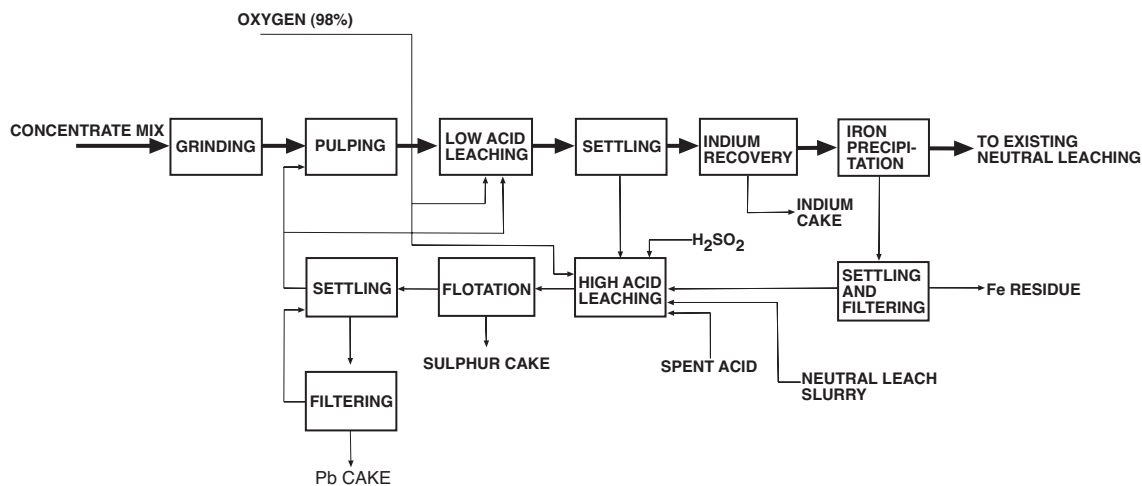 OXYGEN (98%)
CONCENTRATE MIX
GRINDING
PULPING
LOW ACID
LEACHING
SETTLING
INDIUM
RECOVERY
IRON
PRECIPI-
TATION
TO EXISTING
NEUTRAL LEACHING
INDIUM
CAKE
H₂SO₂
SETTLING
FLOTATION
HIGH ACID
LEACHING
SETTLING
AND
FILTERING
Fe RESIDUE
SULPHUR CAKE
SPENT ACID
NEUTRAL LEACH
SLURRY
FILTERING
Pb CAKE